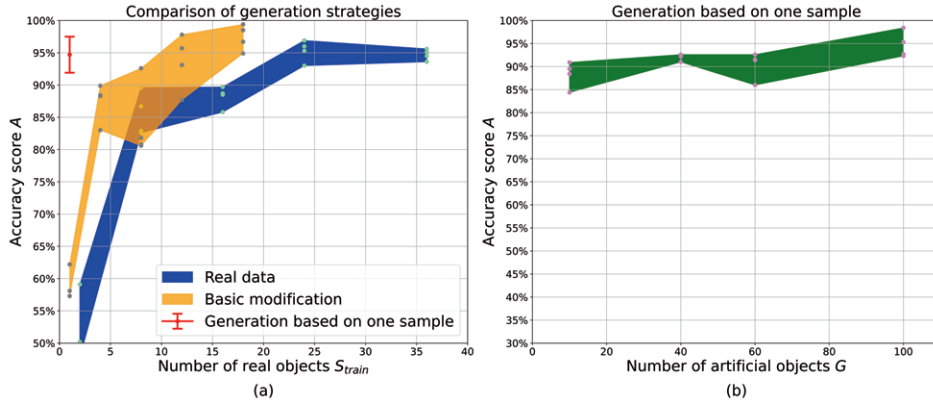 Comparison of generation strategies
100%
95%
90%
85%
80%
75%
70%
65%
60%
55%
50%
Accuracy score A
Real data
Basic modification
Generation based on one sample
0 5 10 15 20 25 30 35 40
Number of real objects S_train
(a)
Generation based on one sample
100%
95%
90%
85%
80%
75%
70%
65%
60%
55%
50%
45%
40%
35%
30%
Accuracy score A
0 20 40 60 80 100
Number of artificial objects G
(b)